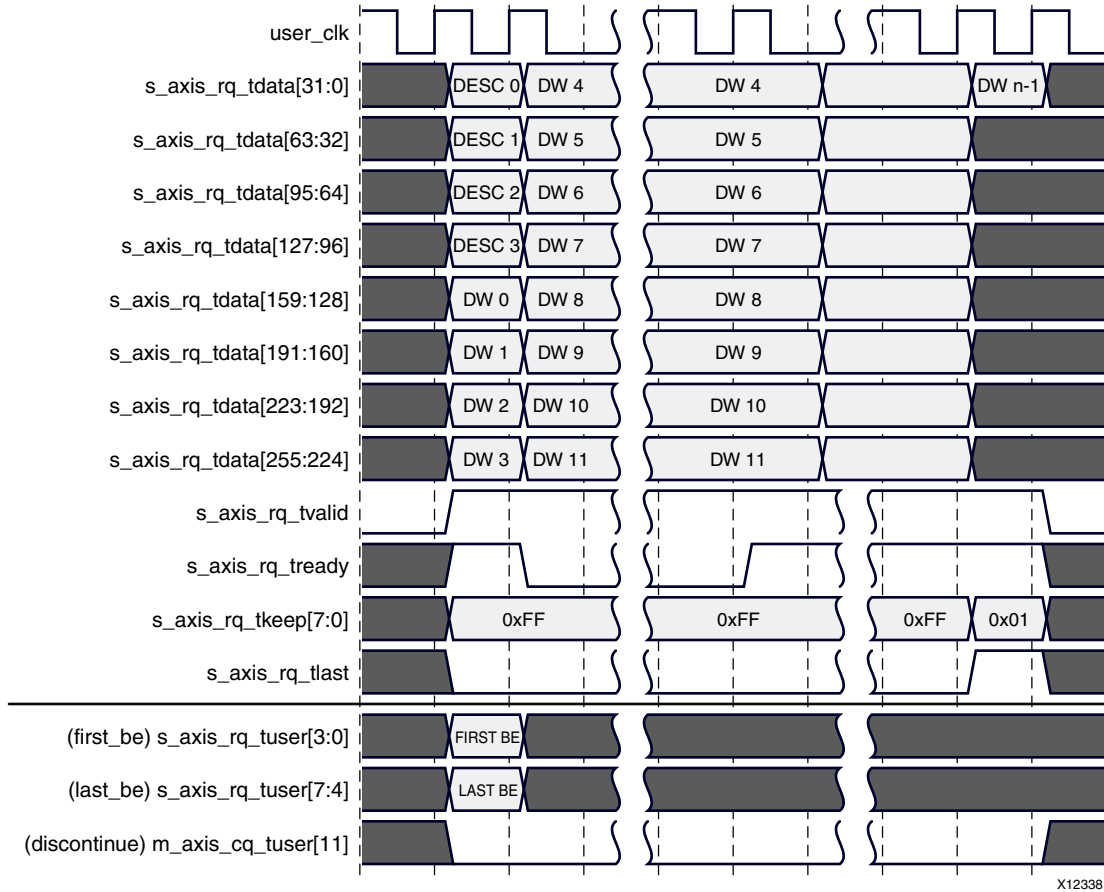 user_clk
s_axis_rq_tdata[31:0] DESC 0 DW 4 DW 4 DW n-1
s_axis_rq_tdata[63:32] DESC 1 DW 5 DW 5
s_axis_rq_tdata[95:64] DESC 2 DW 6 DW 6
s_axis_rq_tdata[127:96] DESC 3 DW 7 DW 7
s_axis_rq_tdata[159:128] DW 0 DW 8 DW 8
s_axis_rq_tdata[191:160] DW 1 DW 9 DW 9
s_axis_rq_tdata[223:192] DW 2 DW 10 DW 10
s_axis_rq_tdata[255:224] DW 3 DW 11 DW 11
s_axis_rq_tvalid
s_axis_rq_tready
s_axis_rq_tkeep[7:0] 0xFF 0xFF 0xFF 0x01
s_axis_rq_tlast
(first_be) s_axis_rq_tuser[3:0] FIRST BE
(last_be) s_axis_rq_tuser[7:4] LAST BE
(discontinue) m_axis_cq_tuser[11]
X12338